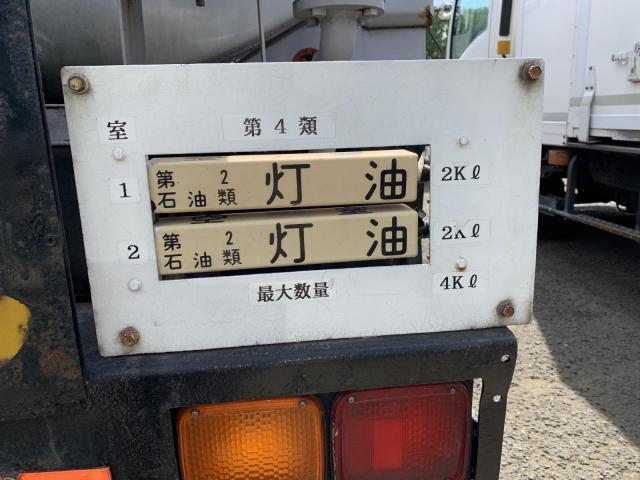 室 第4類
1 第2石油類 灯油 2Kℓ
2 第2石油類 灯油 2Kℓ
最大数量 4Kℓ